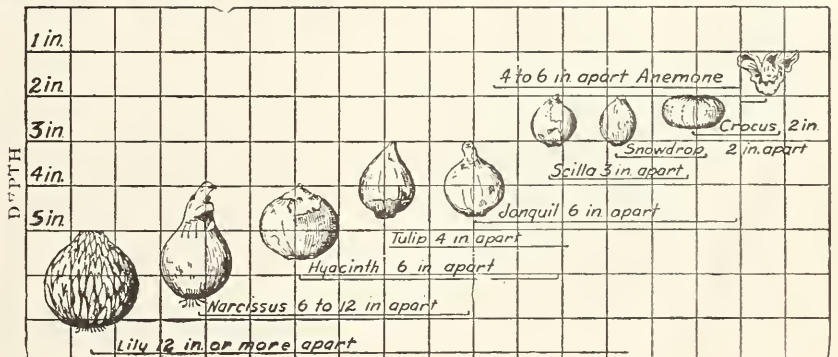 1 in.
2 in.
4 to 6 in. apart Anemone
3 in.
Crocus, 2 in.
Snowdrop, 2 in. apart
4 in.
Scilla 3 in. apart
DEPTH
5 in.
Jonquil 6 in apart
Tulip 4 in apart
Hyacinth 6 in apart
Narcissus 6 to 12 in apart
Lily 12 in. or more apart